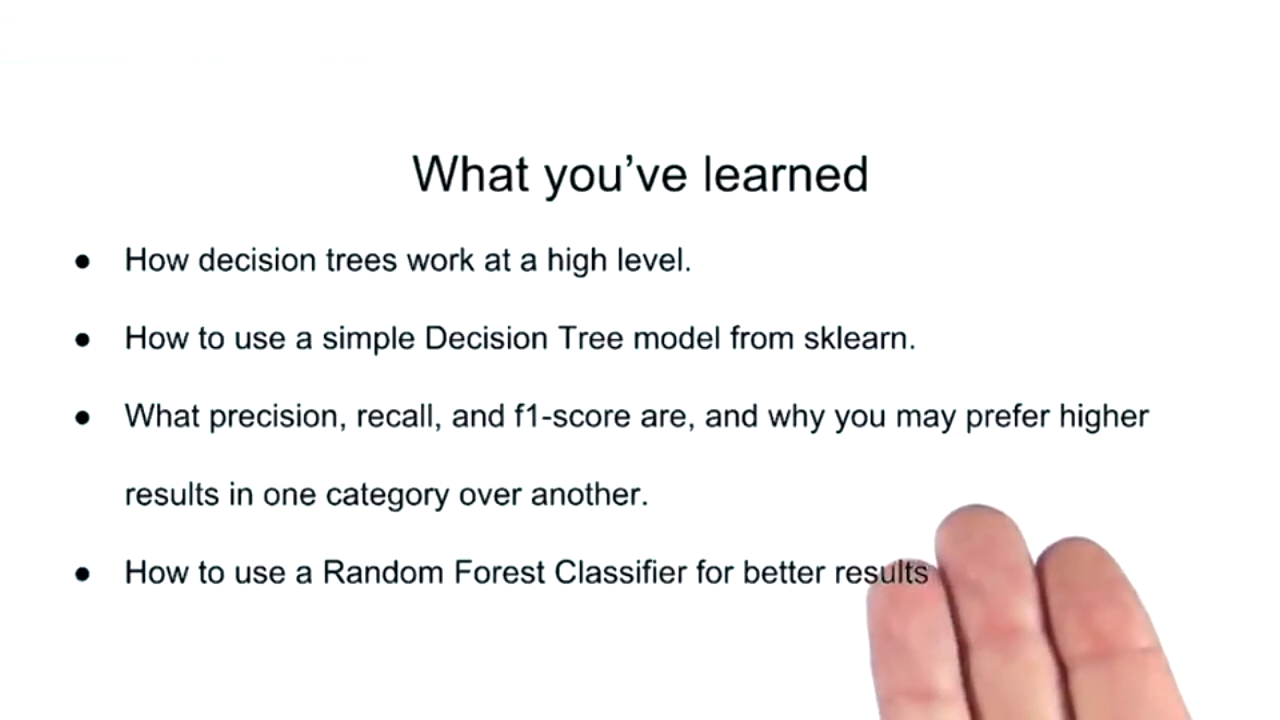 What you’ve learned
● How decision trees work at a high level.
● How to use a simple Decision Tree model from sklearn.
● What precision, recall, and f1-score are, and why you may prefer higher
results in one category over another.
● How to use a Random Forest Classifier for better results